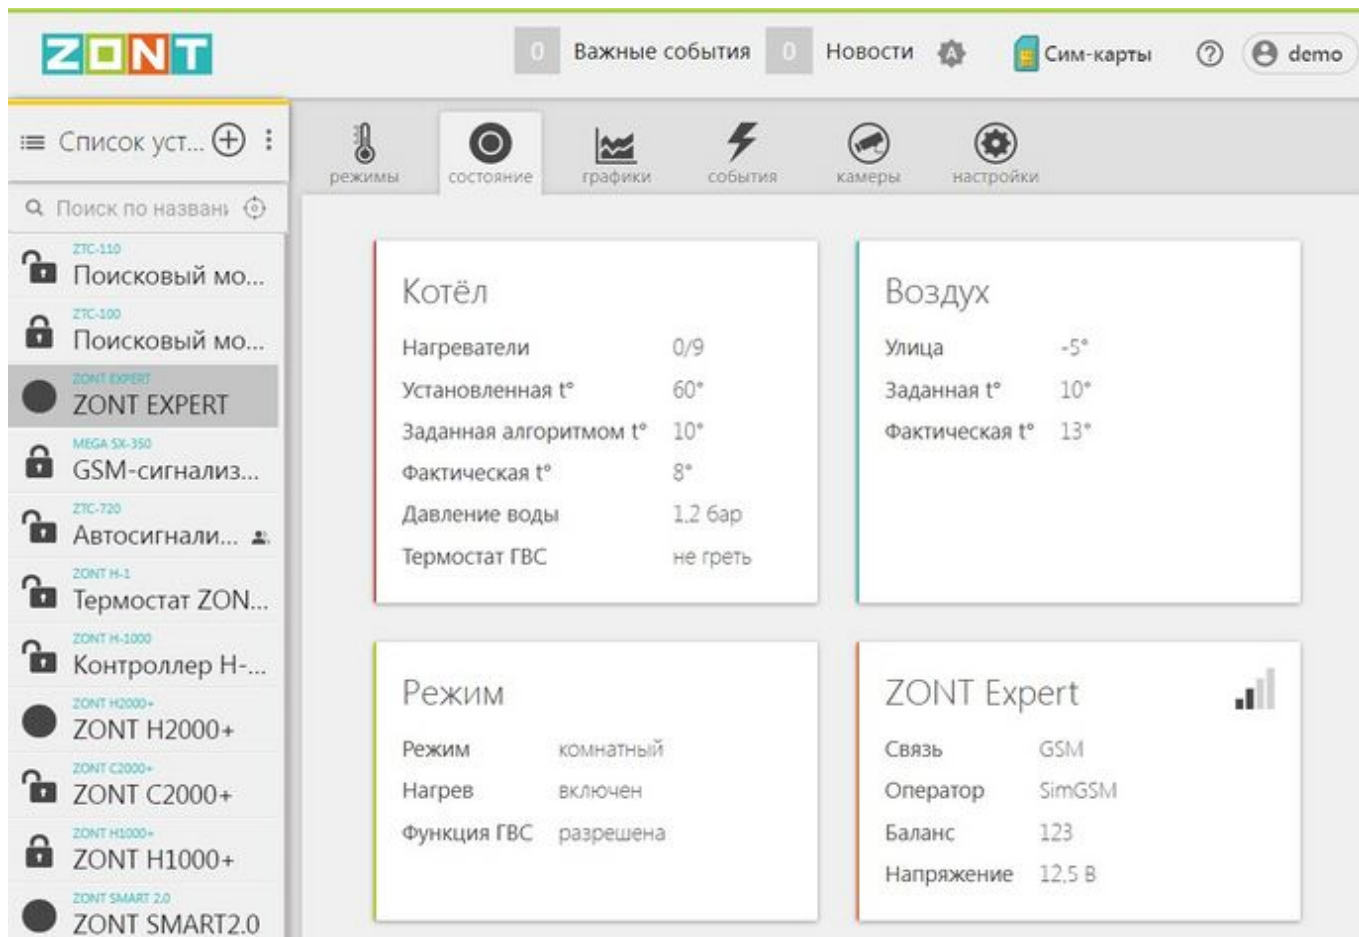 ZONT
0 Важные события 0 Новости A Сим-карты ? demo
Список уст...
Поиск по названи
режимы состояние графики события камеры настройки
ZTC-110
Поисковый мо...
ZTC-100
Поисковый мо...
ZONT EXPERT
ZONT EXPERT
MEGA SX-350
GSM-сигнализ...
ZTC-720
Автосигнали...
ZONT H-1
Термостат ZON...
ZONT H-1000
Контроллер H-...
ZONT H2000+
ZONT H2000+
ZONT C2000+
ZONT C2000+
ZONT H1000+
ZONT H1000+
ZONT SMART 2.0
ZONT SMART2.0
Котёл
Нагреватели 0/9
Установленная t° 60°
Заданная алгоритмом t° 10°
Фактическая t° 8°
Давление воды 1,2 бар
Термостат ГВС не греть
Воздух
Улица -5°
Заданная t° 10°
Фактическая t° 13°
Режим
Режим комнатный
Нагрев включен
Функция ГВС разрешена
ZONT Expert
Связь GSM
Оператор SimGSM
Баланс 123
Напряжение 12,5 В